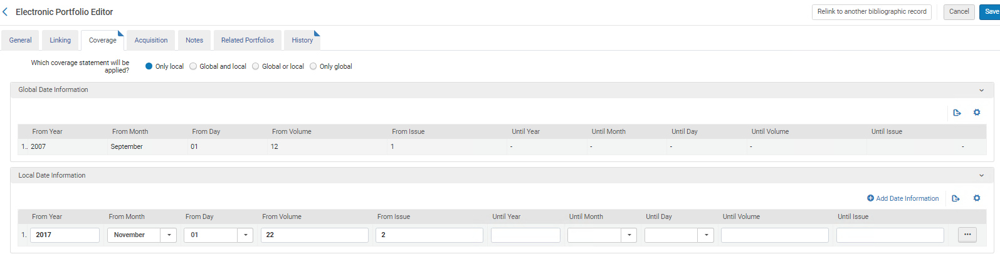 Electronic Portfolio Editor Relink to another bibliographic record Cancel Save
General Linking Coverage Acquisition Notes Related Portfolios History
Which coverage statement will be
applied? Only local Global and local Global or local Only global
Global Date Information
From Year From Month From Day From Volume From Issue Until Year Until Month Until Day Until Volume Until Issue
1.. 2007 September 01 12 1 - - - - -
Local Date Information
Add Date Information
From Year From Month From Day From Volume From Issue Until Year Until Month Until Day Until Volume Until Issue
1. 2017 November 01 22 2